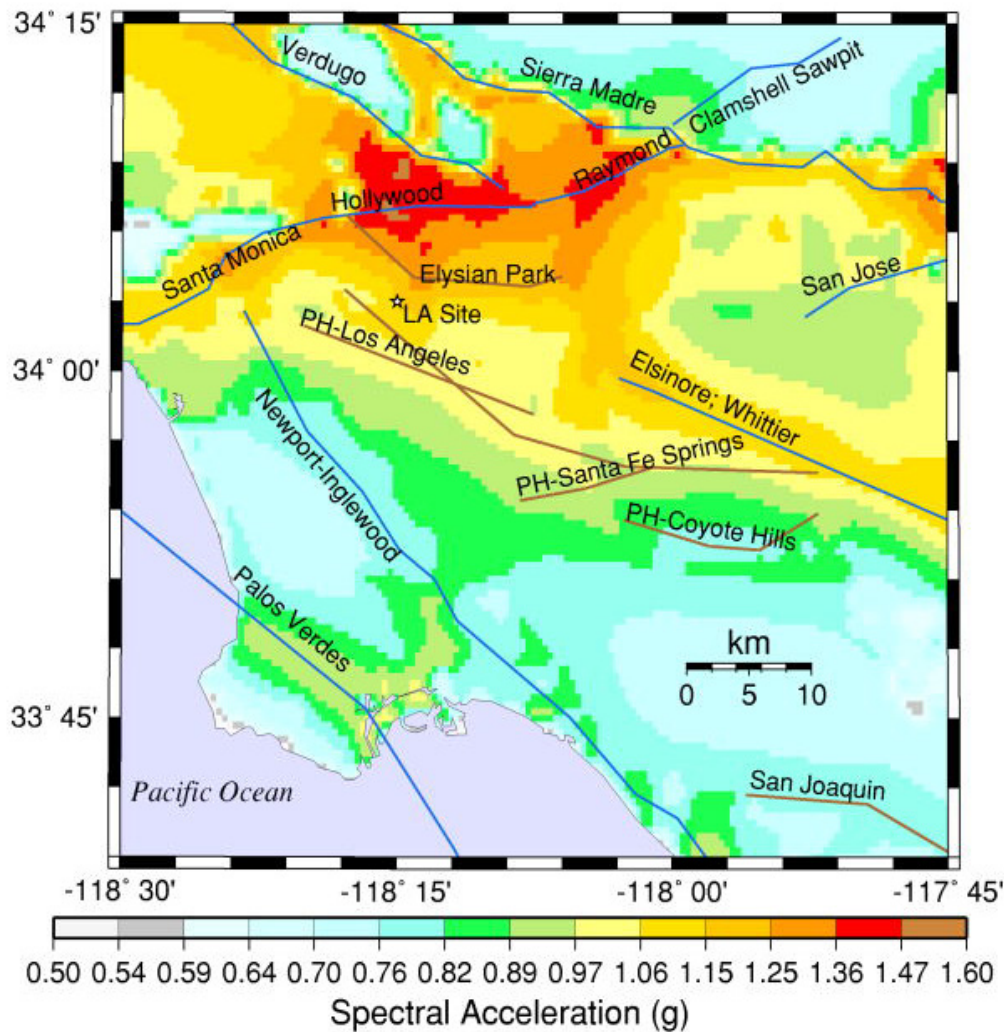 34° 15'
Verdugo
Sierra Madre
Clamshell Sawpit
Raymond
Hollywood
Santa Monica
Elysian Park
San Jose
LA Site
PH-Los Angeles
34° 00'
Elsinore; Whittier
Newport-Inglewood
PH-Santa Fe Springs
PH-Coyote Hills
Palos Verdes
km
0 5 10
33° 45'
Pacific Ocean
San Joaquin
-118° 30' -118° 15' -118° 00' -117° 45'
0.50 0.54 0.59 0.64 0.70 0.76 0.82 0.89 0.97 1.06 1.15 1.25 1.36 1.47 1.60
Spectral Acceleration (g)